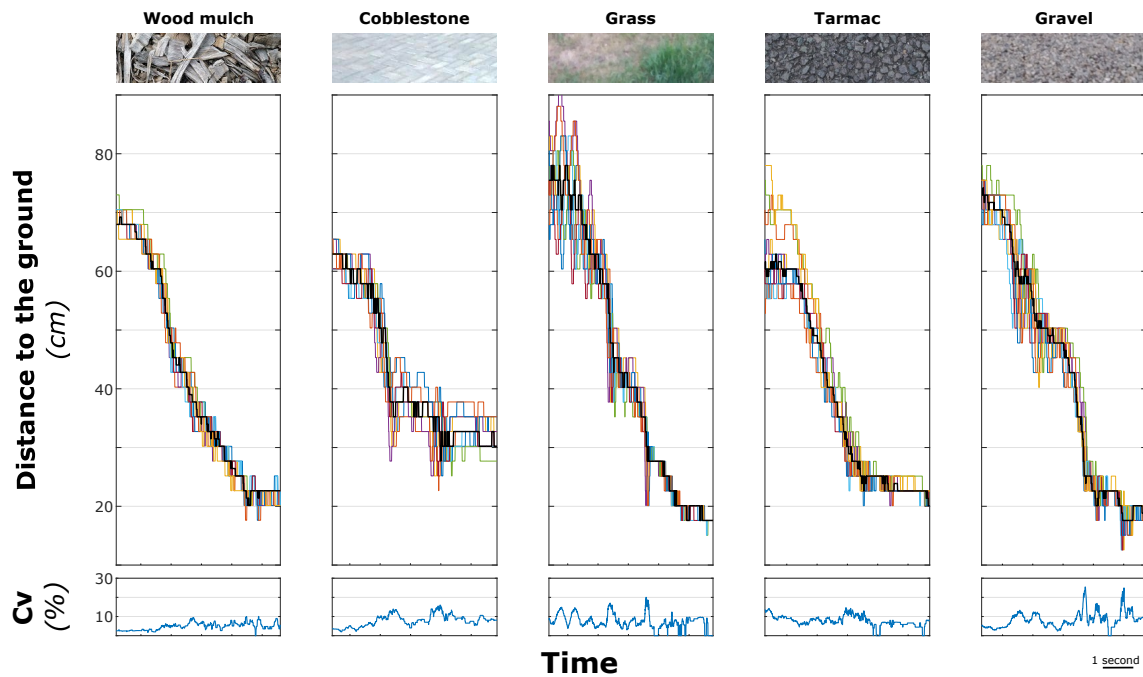 Wood mulch Cobblestone Grass Tarmac Gravel
Distance to the ground
(cm)
80
60
40
20
Cv
(%)
30
10
Time
1 second